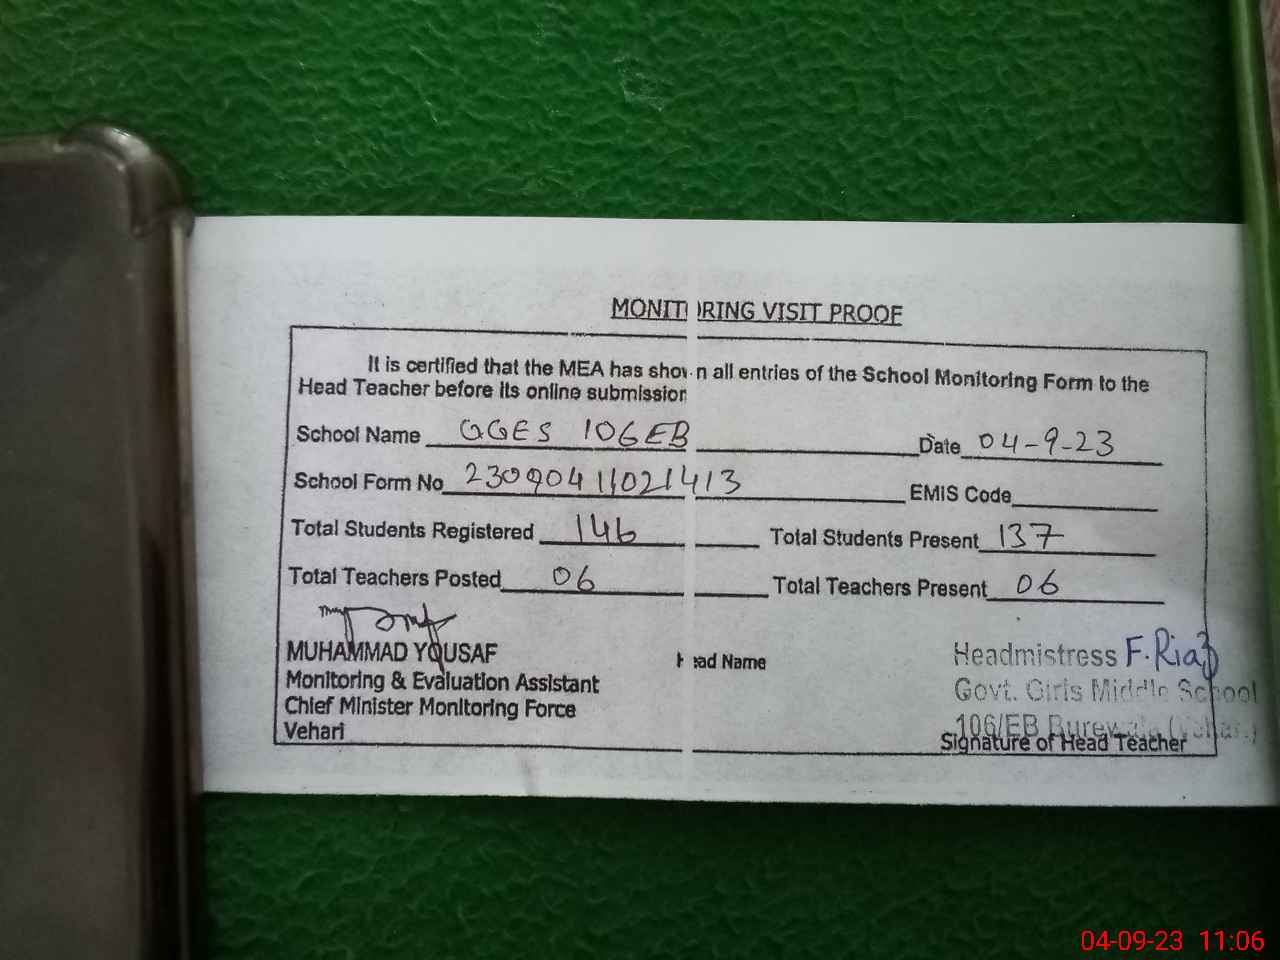 MONITORING VISIT PROOF
It is certified that the MEA has shown all entries of the School Monitoring Form to the
Head Teacher before its online submission
School Name GGES 106EB Date 04-9-23
School Form No 23090411021413 EMIS Code
Total Students Registered 146 Total Students Present 137
Total Teachers Posted 06 Total Teachers Present 06
MUHAMMAD YOUSAF
Monitoring & Evaluation Assistant
Chief Minister Monitoring Force
Vehari
Head Name
Headmistress F.Riaz
Govt. Girls Middle School
106/EB Burewala (Vehari)
Signature of Head Teacher
04-09-23 11:06